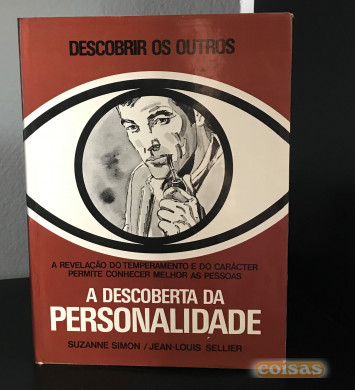 DESCOBRIR OS OUTROS
A REVELAÇÃO DO TEMPERAMENTO E DO CARÁCTER
PERMITE CONHECER MELHOR AS PESSOAS
A DESCOBERTA DA
PERSONALIDADE
SUZANNE SIMON / JEAN-LOUIS SELLIER
coisas